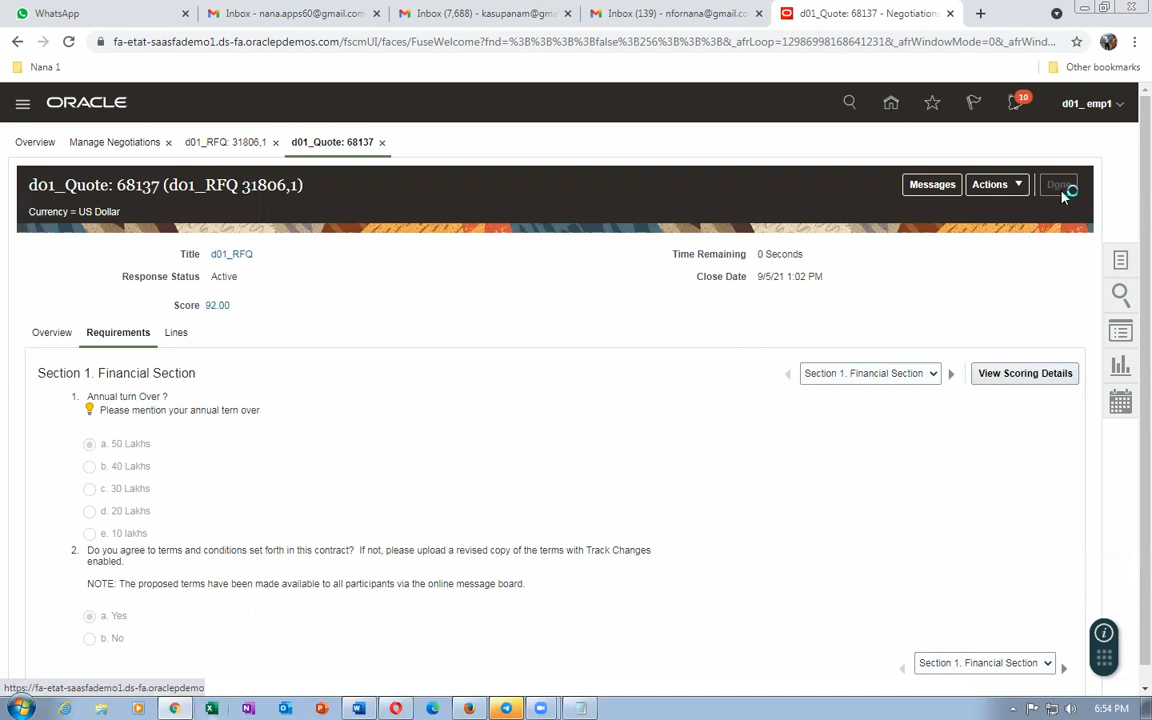 WhatsApp
Inbox - nana.apps60@gmail.com
Inbox (7,688) - kasupanam@gma
Inbox (139) - nfornana@gmail.co
d01_Quote: 68137 - Negotiations
fa-etat-saasfademo1.ds-fa.oraclepdemos.com/fscmUI/faces/FuseWelcome?fnd=%3B%3B%3B%3Bfalse%3B256%3B%3B%3B&_afrLoop=12986998168641231&_afrWindowMode=0&_afrWind...
Nana 1
Other bookmarks
ORACLE
10
d01_ emp1
Overview
Manage Negotiations
d01_RFQ: 31806,1
d01_Quote: 68137
d01_Quote: 68137 (d01_RFQ 31806,1)
Messages
Actions
Done
Currency = US Dollar
Title d01_RFQ
Time Remaining 0 Seconds
Response Status Active
Close Date 9/5/21 1:02 PM
Score 92.00
Overview
Requirements
Lines
Section 1. Financial Section
Section 1. Financial Section
View Scoring Details
1. Annual turn Over ?
Please mention your annual tern over
a. 50 Lakhs
b. 40 Lakhs
c. 30 Lakhs
d. 20 Lakhs
e. 10 lakhs
2. Do you agree to terms and conditions set forth in this contract? If not, please upload a revised copy of the terms with Track Changes
enabled.
NOTE: The proposed terms have been made available to all participants via the online message board.
a. Yes
b. No
Section 1. Financial Section
https://fa-etat-saasfademo1.ds-fa.oraclepdemo
6:54 PM